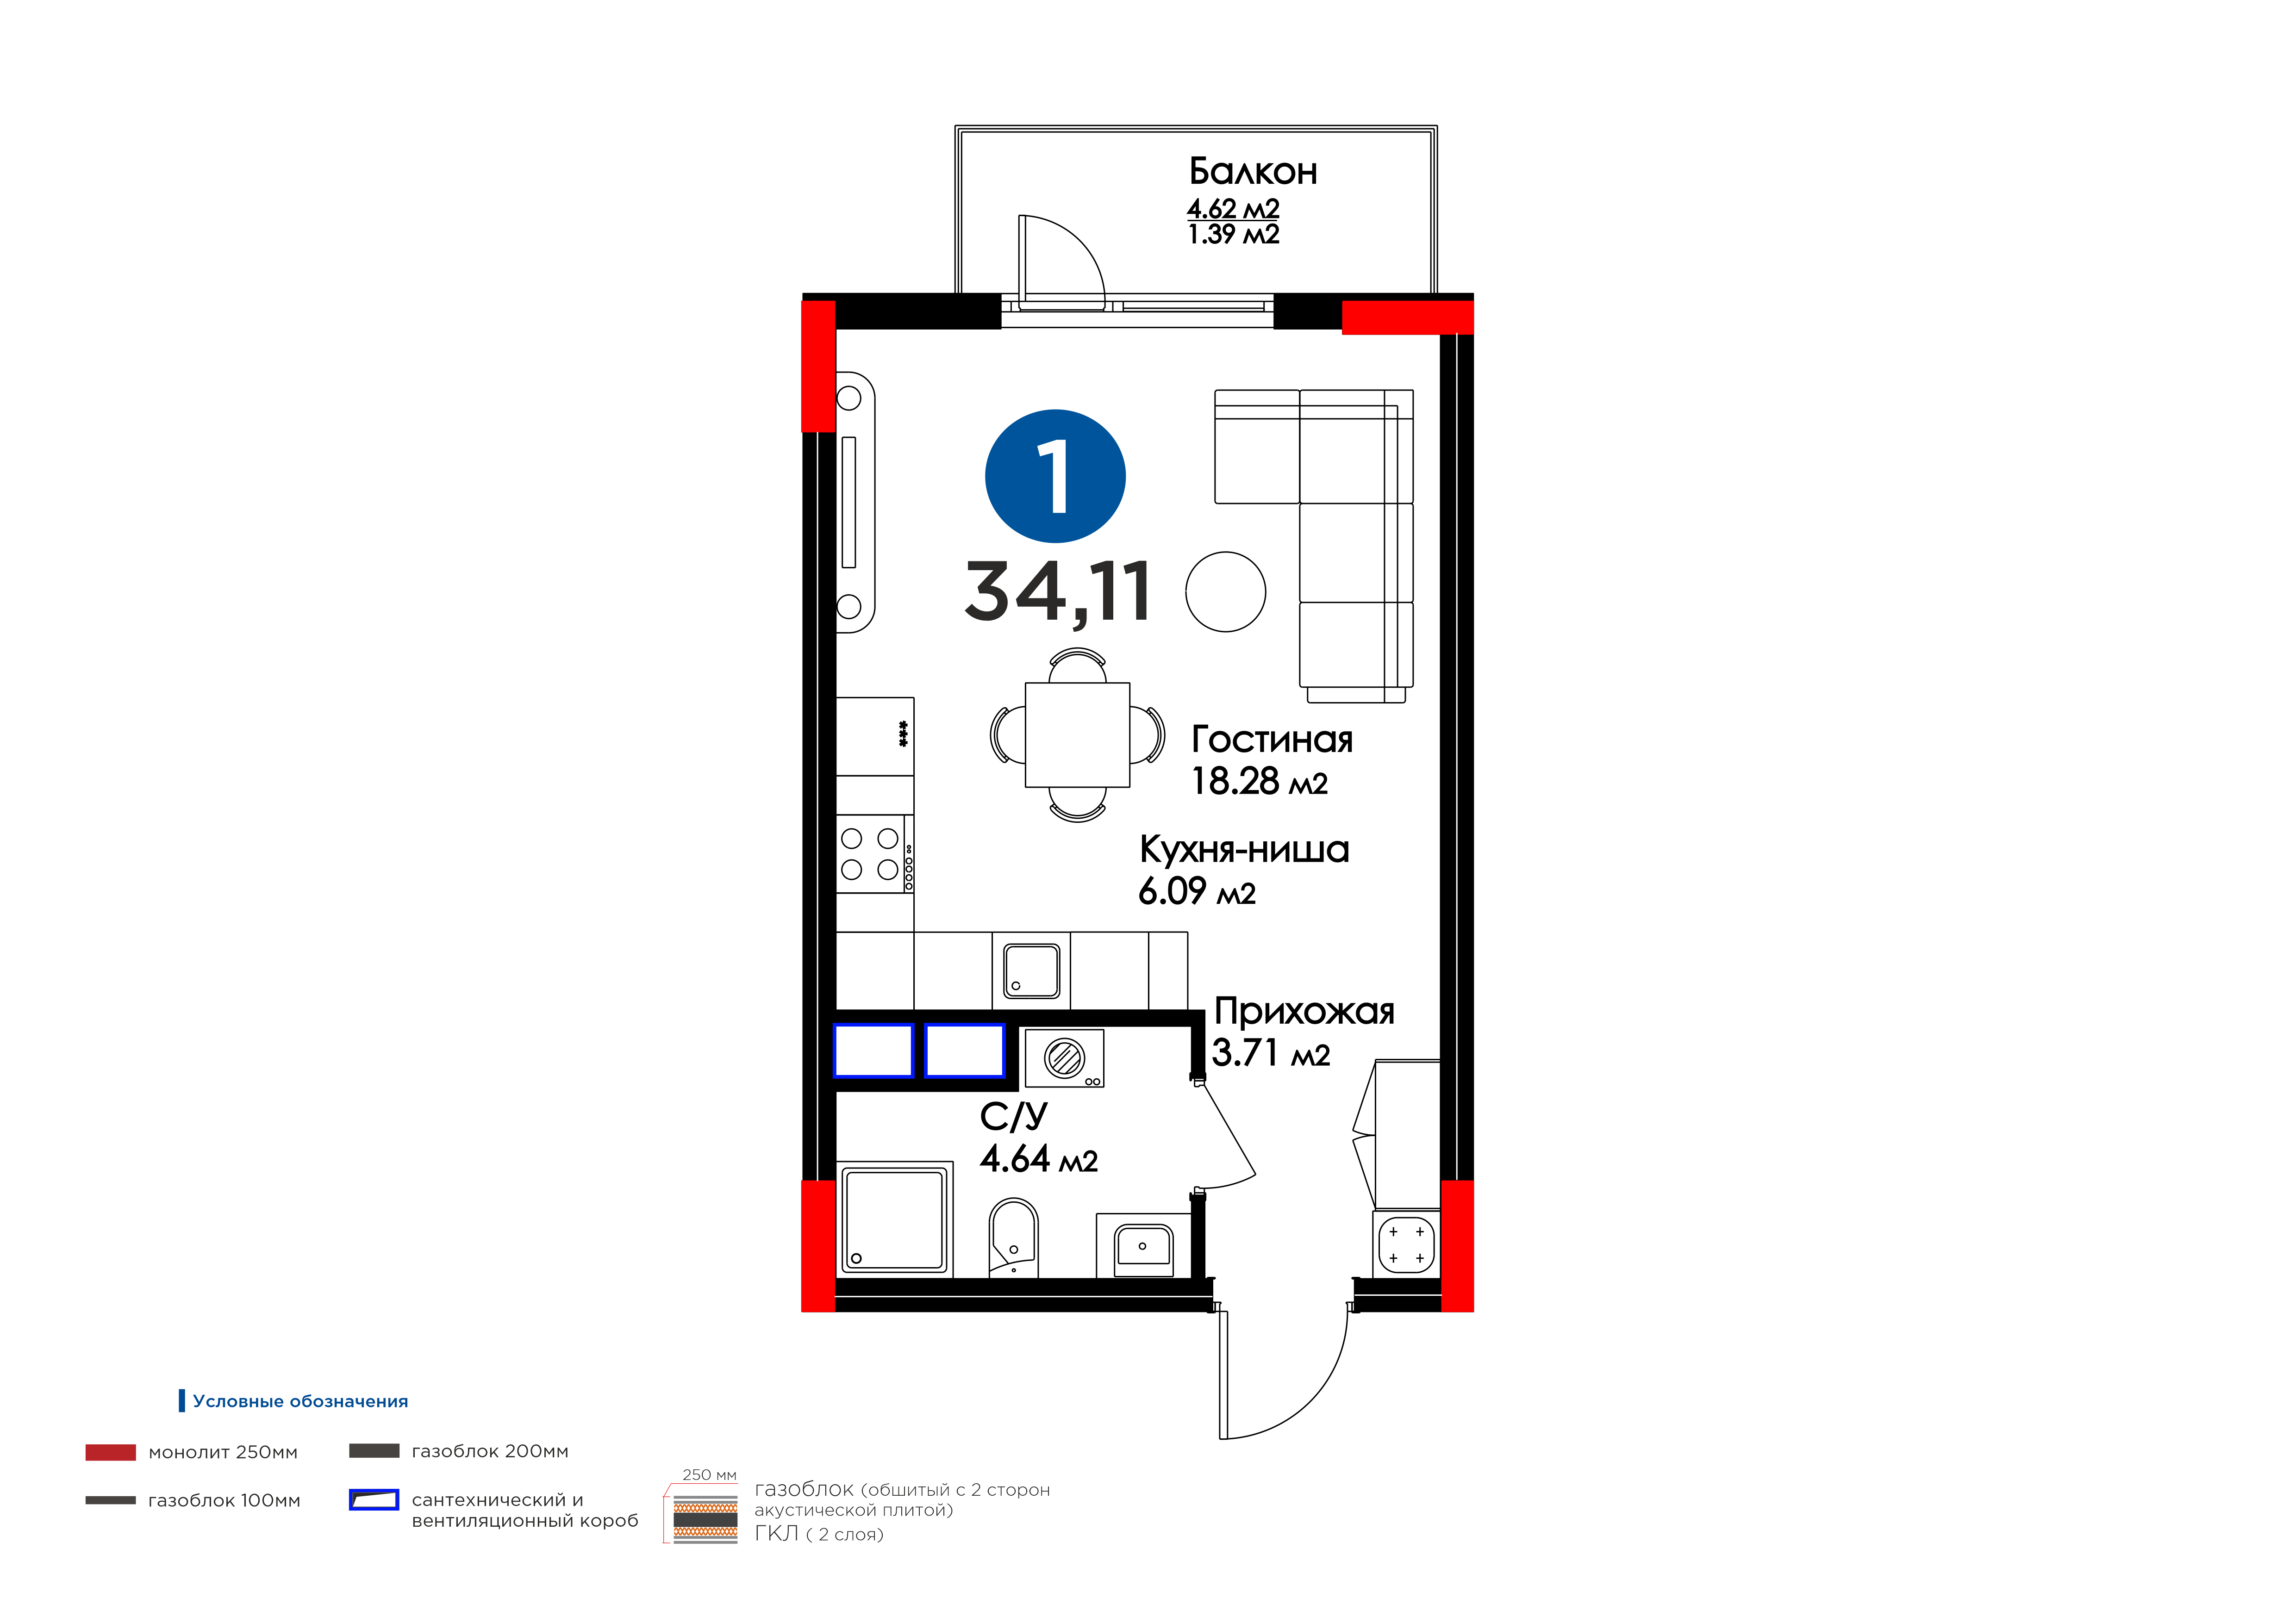 Балкон
4.62 м2
1.39 м2
1
34,11
Гостиная
18.28 м2
Кухня-ниша
6.09 м2
Прихожая
3.71 м2
С/У
4.64 м2
Условные обозначения
монолит 250мм
газоблок 200мм
газоблок 100мм
сантехнический и
вентиляционный короб
250 мм
газоблок (обшитый с 2 сторон
акустической плитой)
ГКЛ ( 2 слоя)